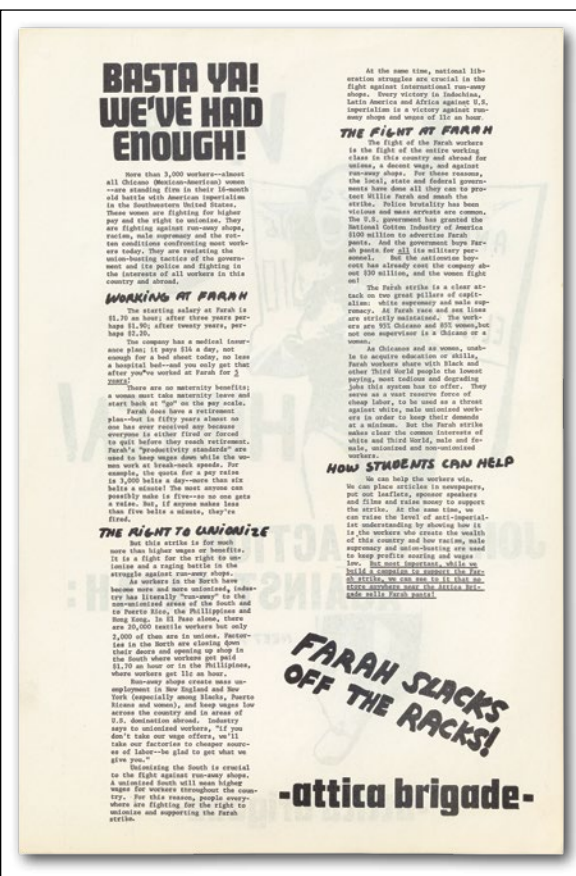 BASTA YA!
WE'VE HAD
ENOUGH!
More than 3,000 workers--almost
all Chicano (Mexican-American) women
--are standing firm in their 16-month
old battle with American imperialism
in the Southwestern United States.
These women are fighting for higher
pay and the right to unionize. They
are fighting against run-away shops,
racism, male supremacy and the rot-
ten conditions confronting most work-
ers today. They are resisting the
union-busting tactics of the govern-
ment and its police and fighting in
the interests of all workers in this
country and abroad.
WORKING AT FARAH
The starting salary at Farah is
$1.70 an hour; after three years per-
haps $1.90; after twenty years, per-
haps $2.20.
The company has a medical insur-
ance plan; it pays $14 a day, not
enough for a bed sheet today, no less
a hospital bed--and you only get that
after you've worked at Farah for 5
years!
There are no maternity benefits;
a woman must take maternity leave and
start back at "go" on the pay scale.
Farah does have a retirement
plan--but in fifty years almost no
one has ever received any because
everyone is either fired or forced
to quit before they reach retirement.
Farah's "productivity standards" are
used to keep wages down while the wo-
men work at break-neck speeds. For
example, the quota for a pay raise
is 3,000 belts a day--more than six
belts a minute! The most anyone can
possibly make is five--so no one gets
a raise. But, if anyone makes less
than five belts a minute, they're
fired.
THE RIGHT TO UNIONIZE
But this strike is for much
more than higher wages or benefits.
It is a fight for the right to un-
ionize and a raging battle in the
struggle against run-away shops.
As workers in the North have
become more and more unionized, indus-
try has literally "run-away" to the
non-unionized areas of the South and
to Puerto Rico, the Phillippines and
Hong Kong. In El Paso alone, there
are 20,000 textile workers but only
2,000 of then are in unions. Factor-
ies in the North are closing down
their doors and opening up shop in
the South where workers get paid
$1.70 an hour or in the Phillipines,
where workers get 11c an hour.
Run-away shops create mass un-
employment in New England and New
York (especially among Blacks, Puerto
Ricans and women), and keep wages low
across the country and in areas of
U.S. domination abroad. Industry
says to unionized workers, "if you
don't take our wage offers, we'll
take our factories to cheaper sourc-
es of labor--be glad to get what we
give you."
Unionizing the South is crucial
to the fight against run-away shops.
A unionized South will mean higher
wages for workers throughout the coun-
try. For this reason, people every-
where are fighting for the right to
unionize and supporting the Farah
strike.
At the same time, national lib-
eration struggles are crucial in the
fight against international run-away
shops. Every victory in Indochina,
Latin America and Africa against U.S.
imperialism is a victory against run-
away shops and wages of 11c an hour.
THE FIGHT AT FARAH
The fight of the Farah workers
is the fight of the entire working
class in this country and abroad for
unions, a decent wage, and against
run-away shops. For these reasons,
the local, state and federal govern-
ments have done all they can to pro-
tect Willie Farah and smash the
strike. Police brutality has been
vicious and mass arrests are common.
The U.S. government has granted the
National Cotton Industry of America
$100 million to advertise Farah
pants. And the government buys Far-
ah pants for all its military per-
sonnel. But the nationwide boy-
cott has already cost the company ab-
out $30 million, and the women fight
on!
The Farah strike is a clear at-
tack on two great pillars of capit-
alism: white supremacy and male sup-
remacy. At Farah race and sex lines
are strictly maintained. The work-
ers are 95% Chicano and 85% women,but
not one supervisor is a Chicano or a
woman.
As Chicanos and as women, unab-
le to acquire education or skills,
Farah workers share with Black and
other Third World people the lowest
paying, most tedious and degrading
jobs this system has to offer. They
serve as a vast reserve force of
cheap labor, to be used as a threat
against white, male unionized work-
ers in order to keep their demands
at a minimum. But the Farah strike
makes clear the common interests of
white and Third World, male and fe-
male, unionized and non-unionized
workers.
HOW STUDENTS CAN HELP
We can help the workers win.
We can place articles in newspapers,
put out leaflets, sponsor speakers
and films and raise money to support
the strike. At the same time, we
can raise the level of anti-imperial-
ist understanding by showing how it
is the workers who create the wealth
of this country and how racism, male
supremacy and union-busting are used
to keep profits soaring and wages
low. But most important, while we
build a campaign to support the Far-
ah strike, we can see to it that no
store anywhere near the Attica Bri-
gade sells Farah pants!
FARAH SLACKS
OFF THE RACKS!
-attica brigade-